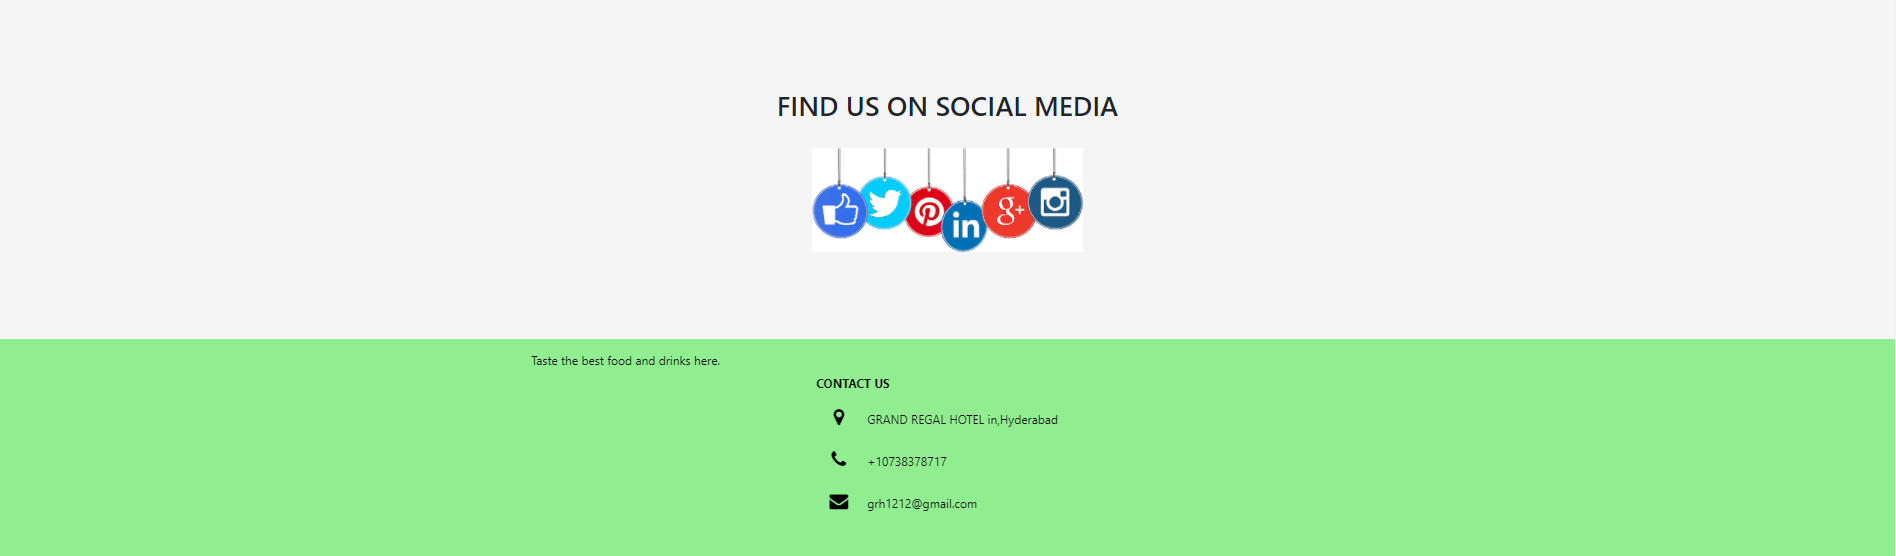 FIND US ON SOCIAL MEDIA
in
g+
Taste the best food and drinks here.
CONTACT US
GRAND REGAL HOTEL in,Hyderabad
+10738378717
grh1212@gmail.com